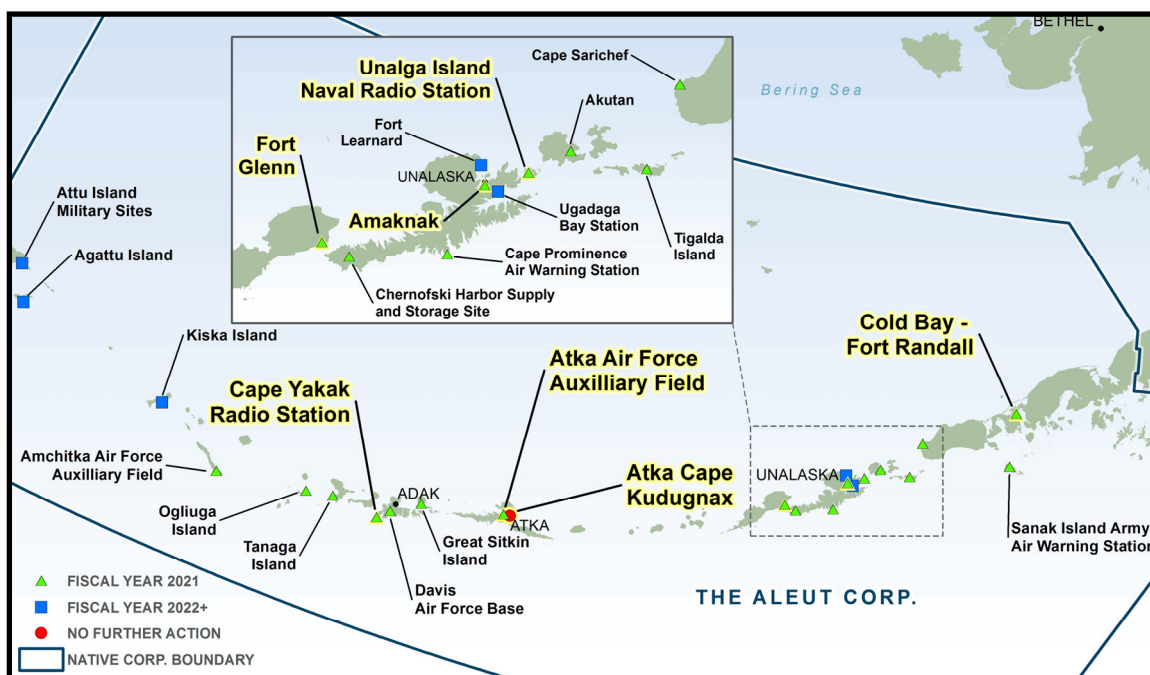 BETHEL
Bering Sea
Cape Sarichef
Unalga Island
Naval Radio Station
Akutan
Fort
Learnard
Fort
Glenn
UNALASKA
Amaknak
Ugadaga
Bay Station
Tigalda
Island
Cape Prominence
Air Warning Station
Chernofski Harbor Supply
and Storage Site
Attu Island
Military Sites
Agattu Island
Kiska Island
Cold Bay -
Fort Randall
Atka Air Force
Auxilliary Field
Cape Yakak
Radio Station
Amchitka Air Force
Auxilliary Field
Atka Cape
Kudugnax
UNALASKA
ADAK
Ogliuga
Island
ATKA
Tanaga
Island
Great Sitkin
Island
Sanak Island Army
Air Warning Station
Davis
Air Force Base
THE ALEUT CORP.
FISCAL YEAR 2021
FISCAL YEAR 2022+
NO FURTHER ACTION
NATIVE CORP. BOUNDARY